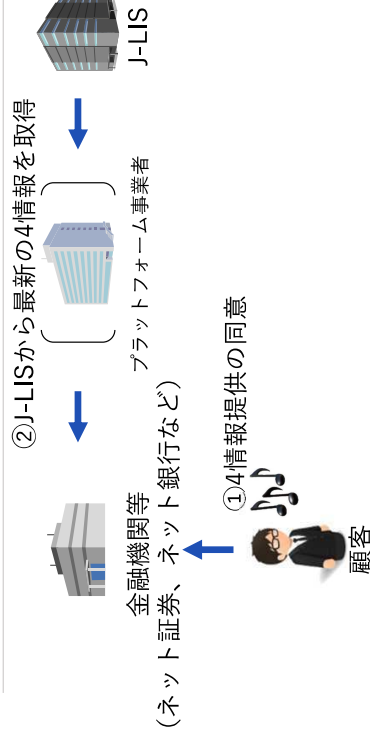 ②J-LISから最新の4情報を取得
J-LIS
プラットフォーム事業者
金融機関等
(ネット証券、ネット銀行など)
①4情報提供の同意
顧客